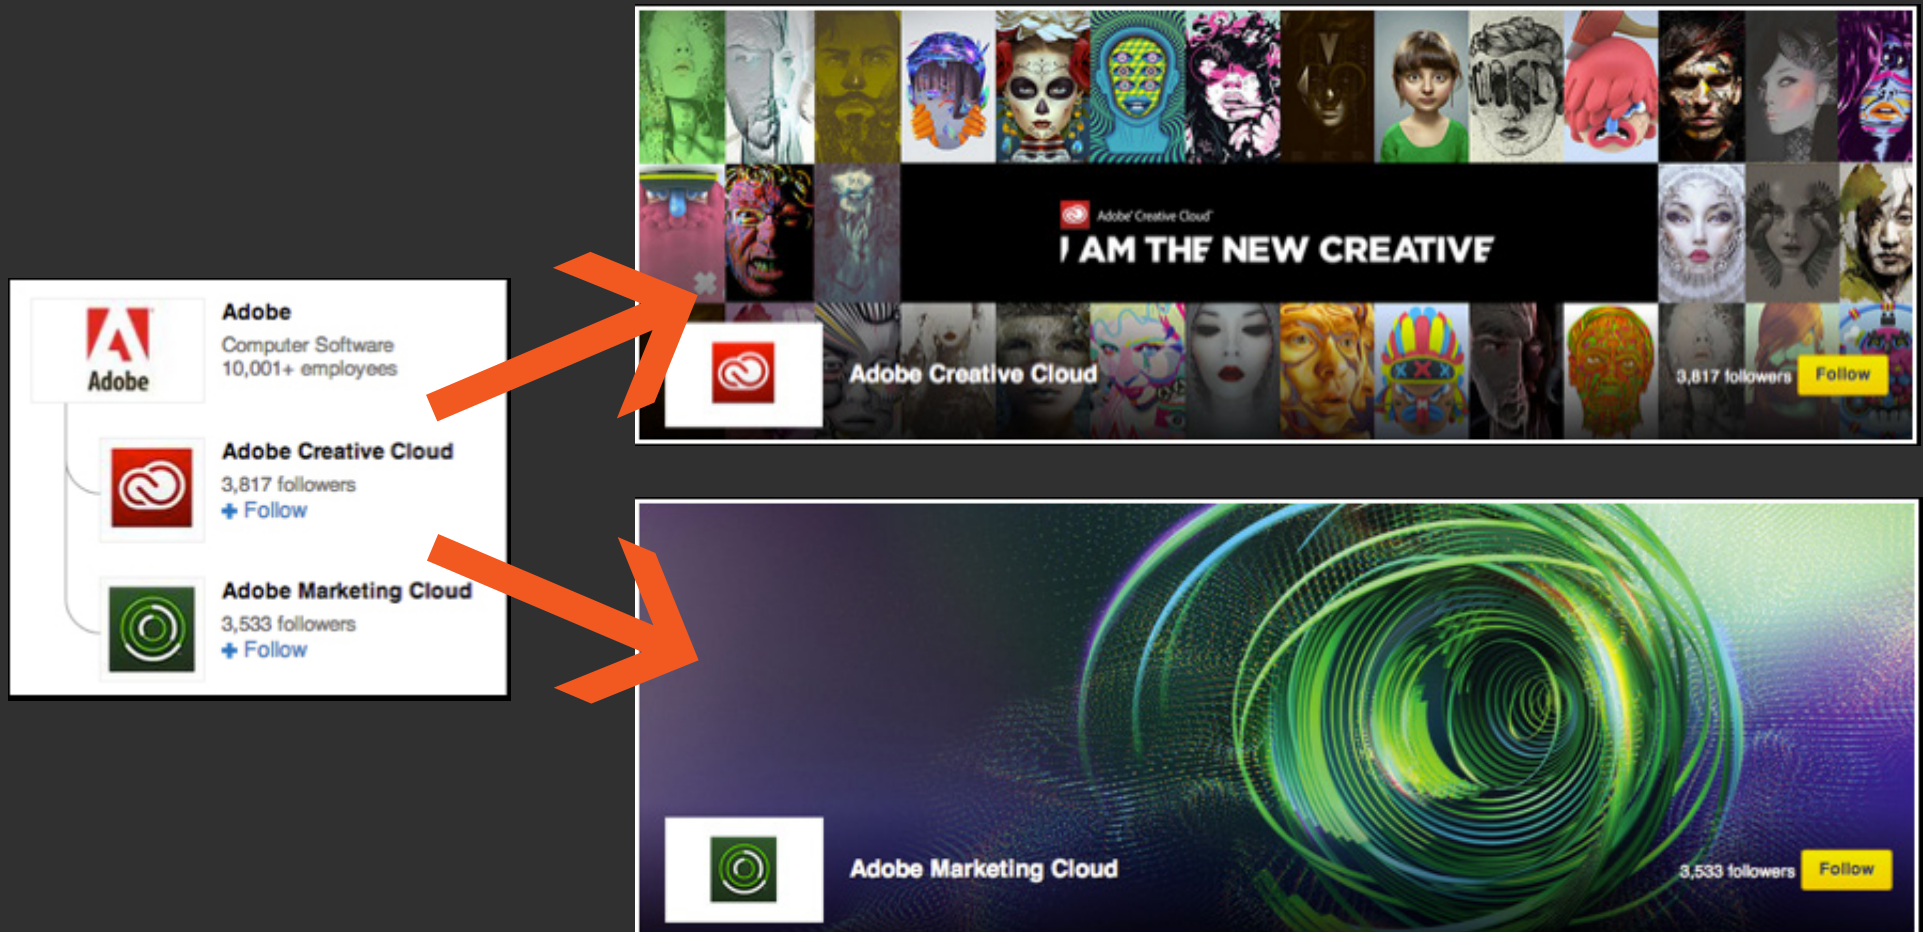 Adobe
Adobe
Computer Software
10,001+ employees
Adobe Creative Cloud
3,817 followers
+ Follow
Adobe Marketing Cloud
3,533 followers
+ Follow
Adobe Creative Cloud
I AM THE NEW CREATIVE
Adobe Creative Cloud
3,817 followers
Follow
Adobe Marketing Cloud
3,533 followers
Follow